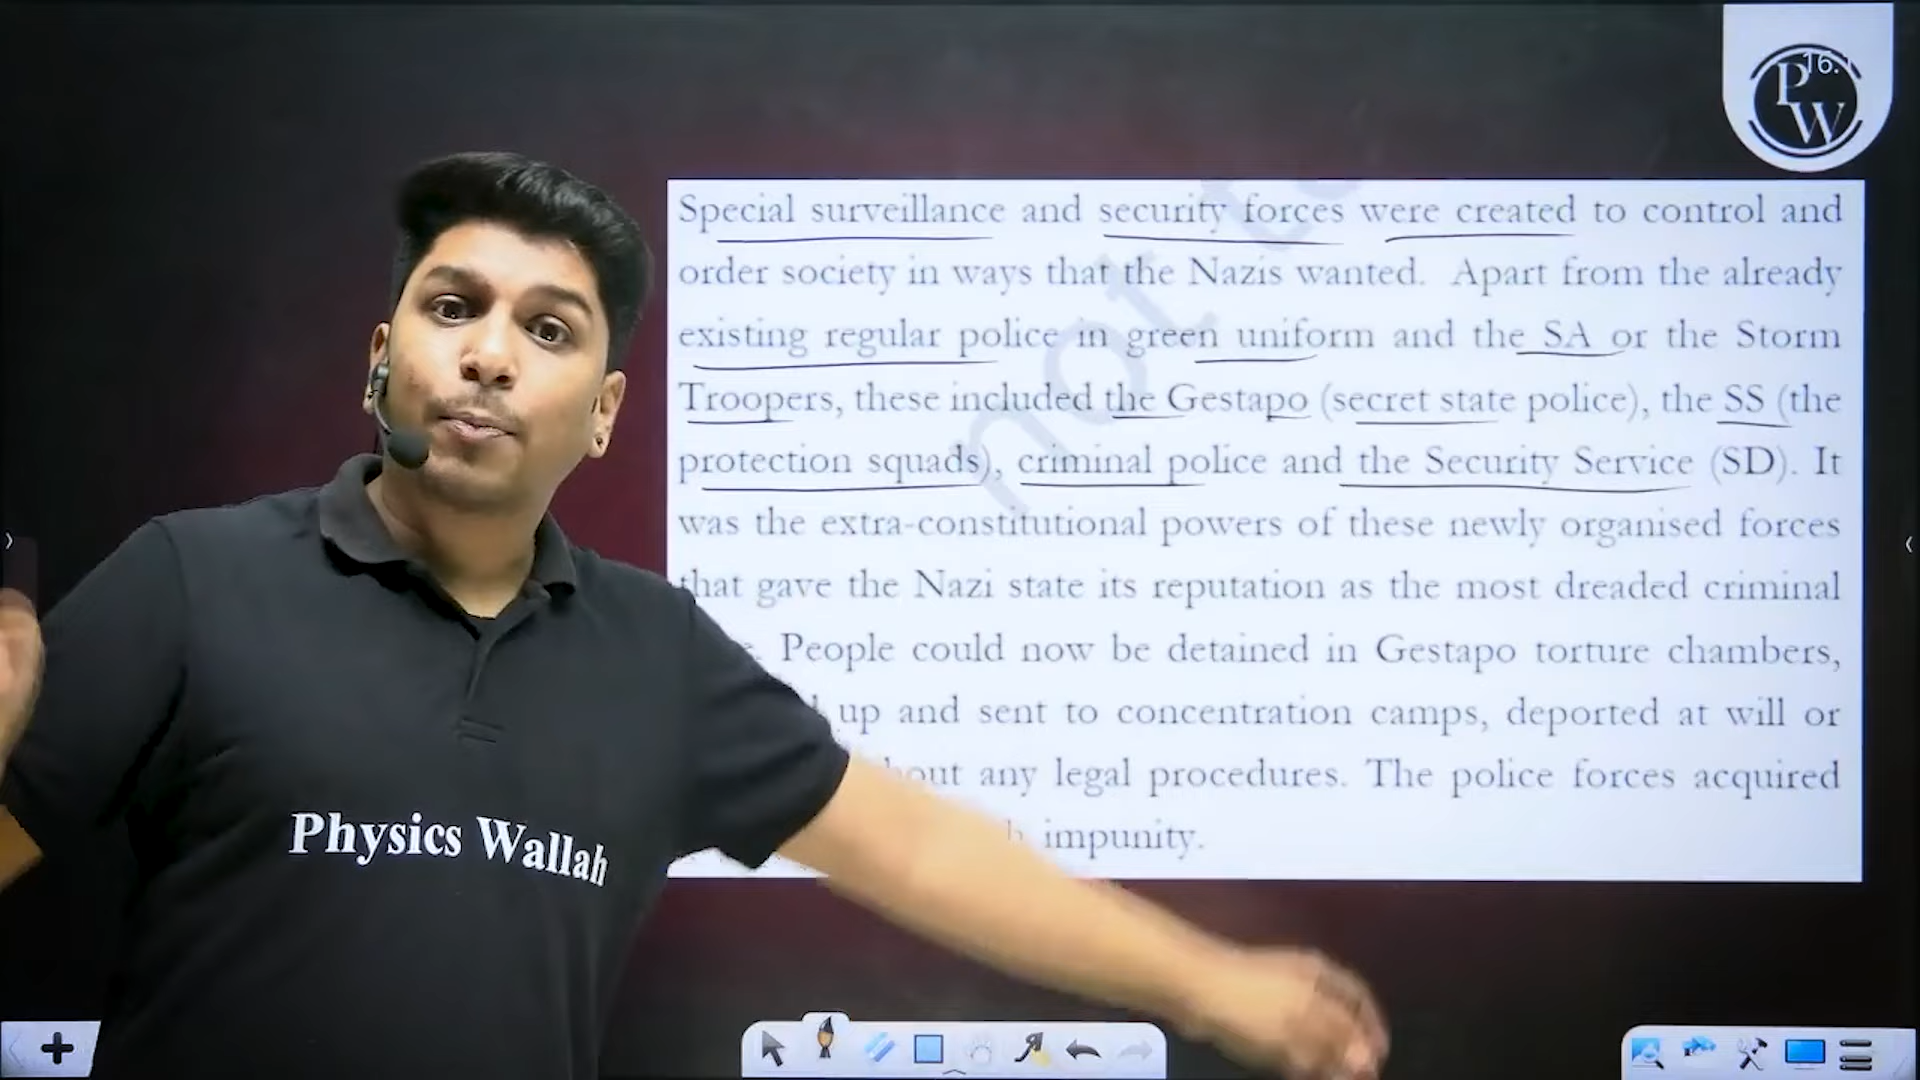 16.
PW
Special surveillance and security forces were created to control and
order society in ways that the Nazis wanted. Apart from the already
existing regular police in green uniform and the SA or the Storm
Troopers, these included the Gestapo (secret state police), the SS (the
protection squads), criminal police and the Security Service (SD). It
was the extra-constitutional powers of these newly organised forces
that gave the Nazi state its reputation as the most dreaded criminal
People could now be detained in Gestapo torture chambers,
up and sent to concentration camps, deported at will or
any legal procedures. The police forces acquired
impunity.
Physics Wallah
not